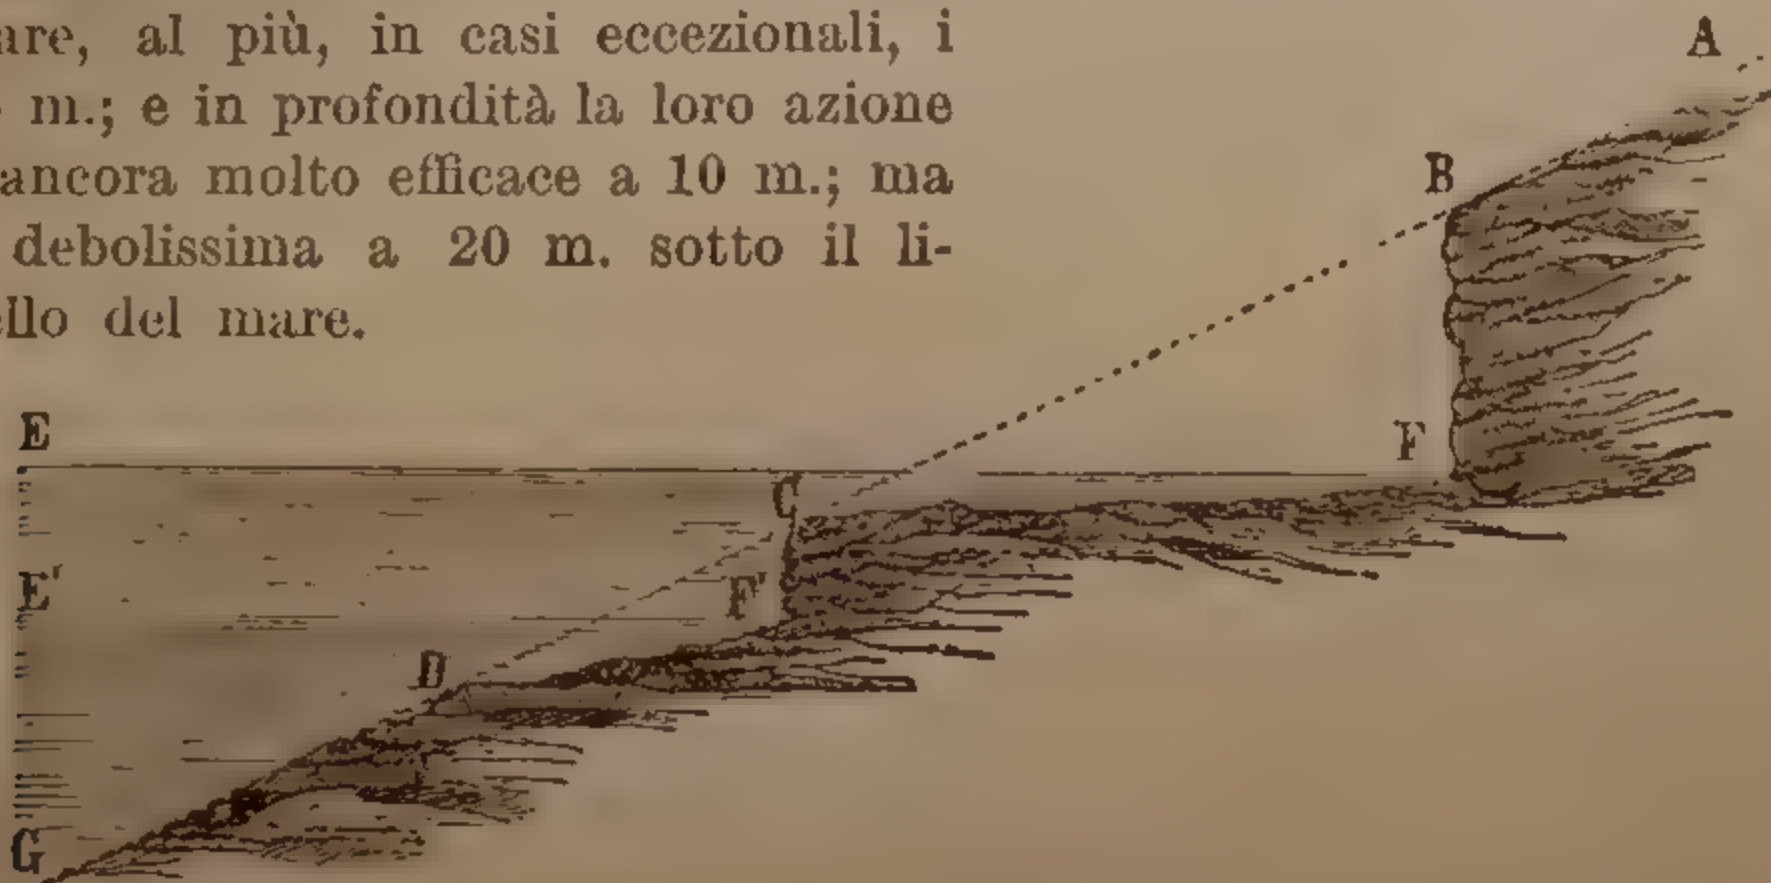 are, al più, in casi eccezionali, i
m.; e in profondità la loro azione
ancora molto efficace a 10 m.; ma
debolissima a 20 m. sotto il li-
ello del mare.
A
B
E
F
C
E'
F'
D
G